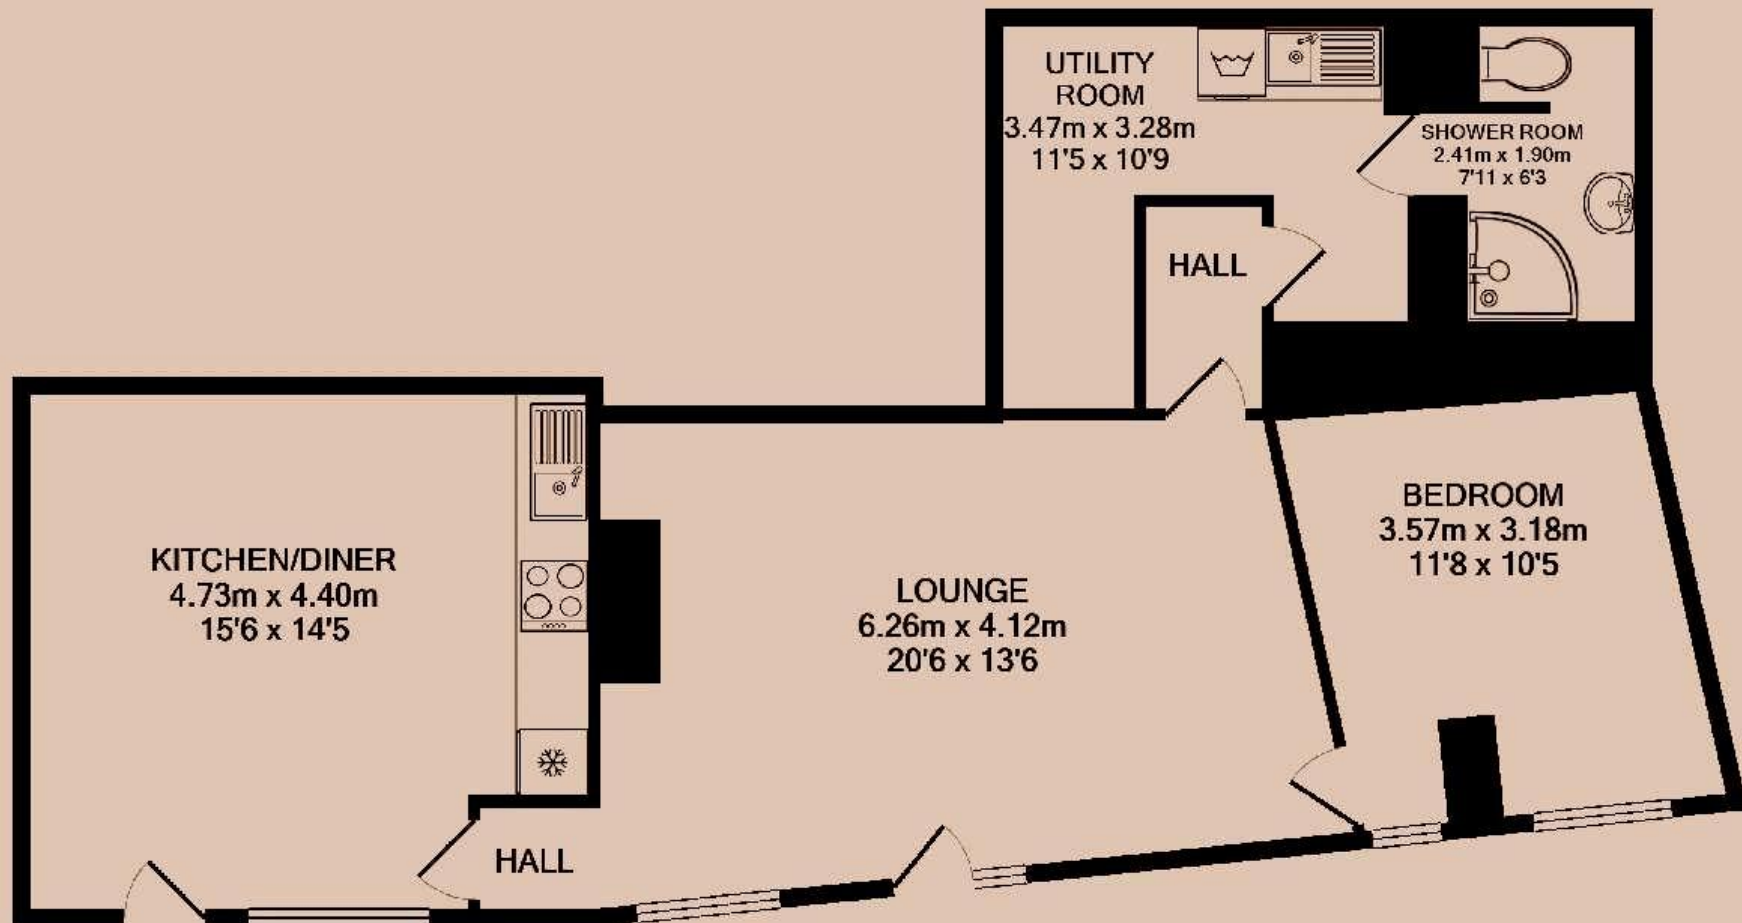 UTILITY
ROOM
3.47m x 3.28m
11'5 x 10'9
SHOWER ROOM
2.41m x 1.90m
7'11 x 6'3
HALL
KITCHEN/DINER
4.73m x 4.40m
15'6 x 14'5
LOUNGE
6.26m x 4.12m
20'6 x 13'6
BEDROOM
3.57m x 3.18m
11'8 x 10'5
HALL